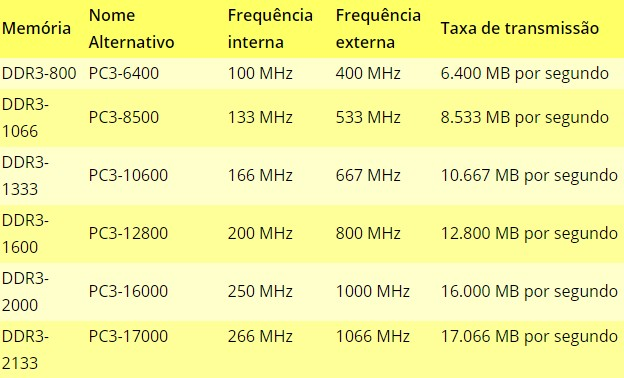 Memória Nome Alternativo Frequência interna Frequência externa Taxa de transmissão
DDR3-800 PC3-6400 100 MHz 400 MHz 6.400 MB por segundo
DDR3-1066 PC3-8500 133 MHz 533 MHz 8.533 MB por segundo
DDR3-1333 PC3-10600 166 MHz 667 MHz 10.667 MB por segundo
DDR3-1600 PC3-12800 200 MHz 800 MHz 12.800 MB por segundo
DDR3-2000 PC3-16000 250 MHz 1000 MHz 16.000 MB por segundo
DDR3-2133 PC3-17000 266 MHz 1066 MHz 17.066 MB por segundo